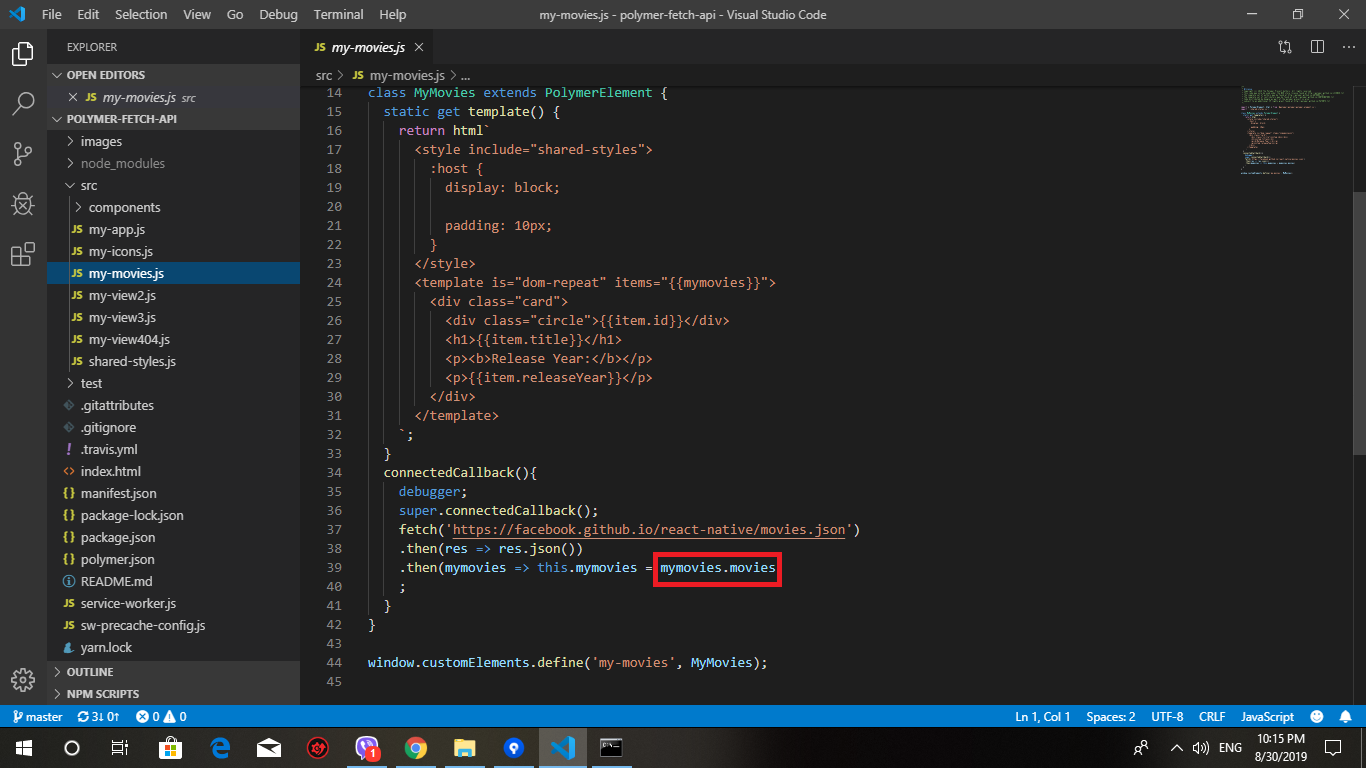 File Edit Selection View Go Debug Terminal Help my-movies.js - polymer-fetch-api - Visual Studio Code
EXPLORER
OPEN EDITORS
JS my-movies.js src
POLYMER-FETCH-API
images
node_modules
src
components
JS my-app.js
JS my-icons.js
JS my-movies.js
JS my-view2.js
JS my-view3.js
JS my-view404.js
JS shared-styles.js
test
.gitattributes
.gitignore
! .travis.yml
<> index.html
{} manifest.json
{} package-lock.json
{} package.json
{} polymer.json
README.md
JS service-worker.js
JS sw-precache-config.js
yarn.lock
OUTLINE
NPM SCRIPTS
JS my-movies.js
src > JS my-movies.js > ...
14 class MyMovies extends PolymerElement {
15 static get template() {
16 return html`
17 <style include="shared-styles">
18 :host {
19 display: block;
20
21 padding: 10px;
22 }
23 </style>
24 <template is="dom-repeat" items="{{mymovies}}">
25 <div class="card">
26 <div class="circle">{{item.id}}</div>
27 <h1>{{item.title}}</h1>
28 <p><b>Release Year:</b></p>
29 <p>{{item.releaseYear}}</p>
30 </div>
31 </template>
32 `;
33 }
34 connectedCallback(){
35 debugger;
36 super.connectedCallback();
37 fetch('https://facebook.github.io/react-native/movies.json')
38 .then(res => res.json())
39 .then(mymovies => this.mymovies = mymovies.movies
40 ;
41 }
42 }
43
44 window.customElements.define('my-movies', MyMovies);
45
master 3↓ 0↑ 0 0 Ln 1, Col 1 Spaces: 2 UTF-8 CRLF JavaScript
1 ENG 10:15 PM
8/30/2019